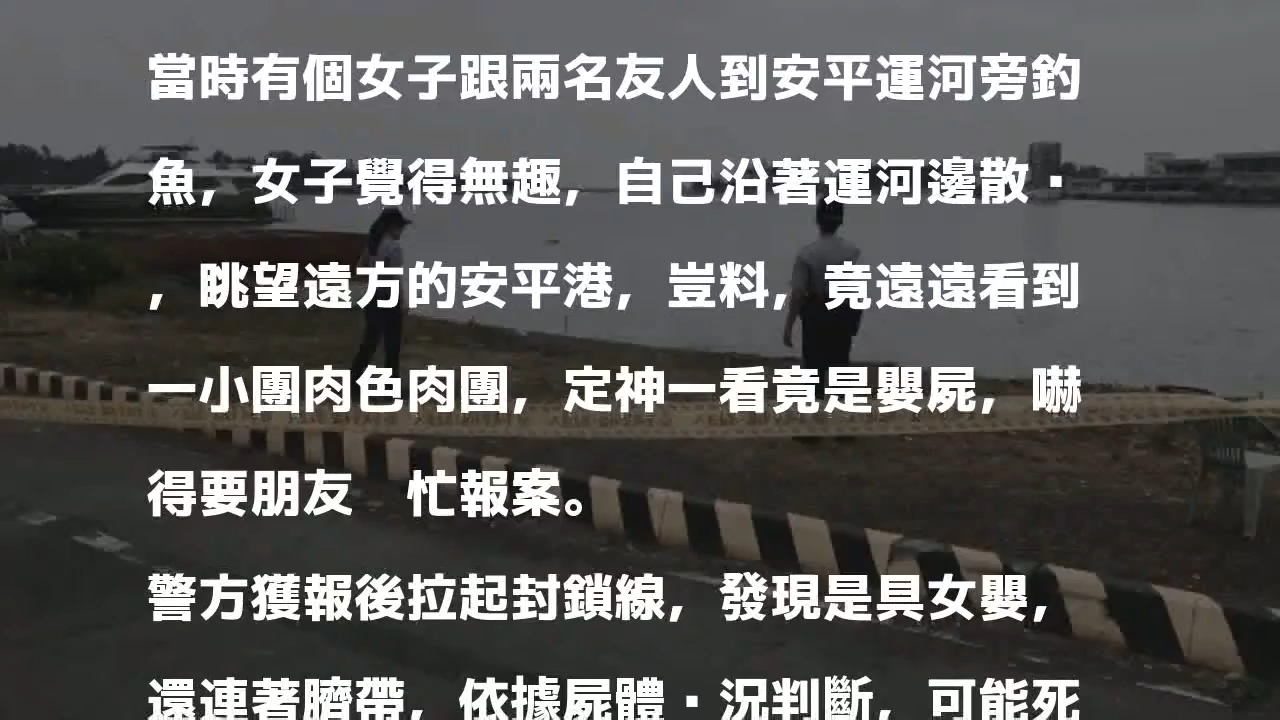 當時有個女子跟兩名友人到安平運河旁釣
魚，女子覺得無趣，自己沿著運河邊散·
，眺望遠方的安平港，豈料，竟遠遠看到
一小團肉色肉團，定神一看竟是嬰屍，嚇
得要朋友　忙報案。
警方獲報後拉起封鎖線，發現是具女嬰，
還連著臍帶，依據屍體·況判斷，可能死